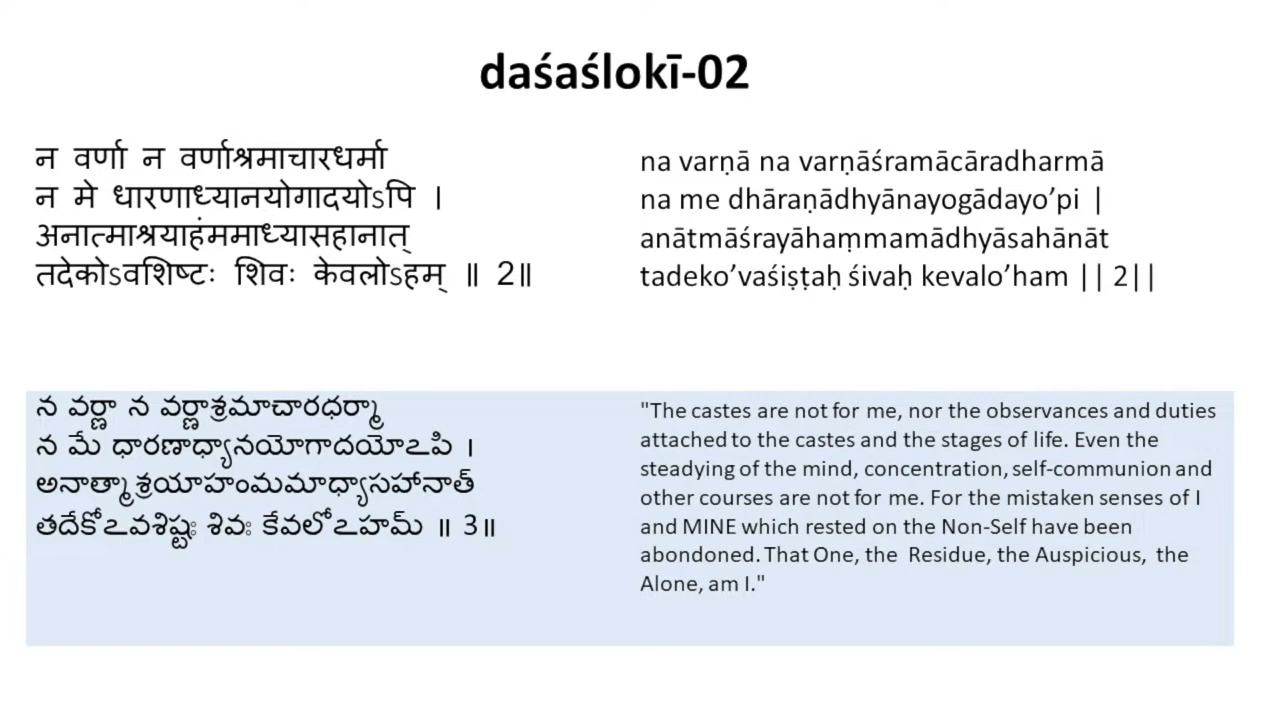 daśaślokī-02
न वर्णा न वर्णाश्रमाचारधर्मा
न मे धारणाध्यानयोगादयोऽपि ।
अनात्माश्रयाहंममाध्यासहानात्
तदेकोऽवशिष्टः शिवः केवलोऽहम् ॥ 2॥
na varṇā na varṇāśramācāradharmā
na me dhāraṇādhyānayogādayo’pi |
anātmāśrayāhaṃmamādhyāsahānāt
tadeko’vaśiṣṭaḥ śivaḥ kevalo’ham || 2||
న వర్ణా న వర్ణాశ్రమాచారధర్మా
న మే ధారణాధ్యానయోగాదయోఽపి ।
అనాత్మాశ్రయాహంమమాధ్యాసహానాత్
తదేకోఽవశిష్టః శివః కేవలోఽహమ్ ॥ 3॥
"The castes are not for me, nor the observances and duties
attached to the castes and the stages of life. Even the
steadying of the mind, concentration, self-communion and
other courses are not for me. For the mistaken senses of I
and MINE which rested on the Non-Self have been
abondoned. That One, the Residue, the Auspicious, the
Alone, am I."